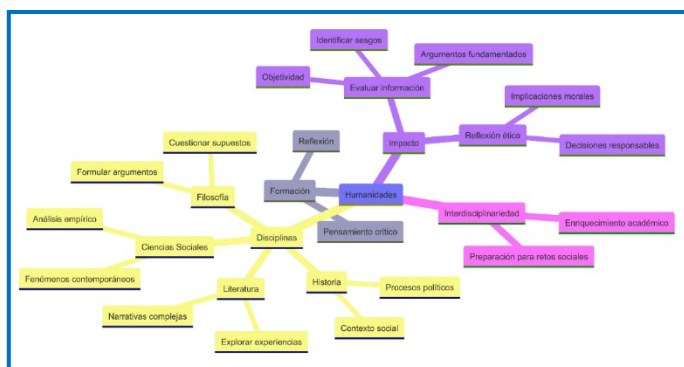 Identificar sesgos
Argumentos fundamentados
Objetividad
Evaluar información
Implicaciones morales
Cuestionar supuestos
Reflexión
Impacto
Reflexión ética
Decisiones responsables
Formular argumentos
Filosofía
Formación
Humanidades
Interdisciplinariedad
Enriquecimiento académico
Análisis empírico
Ciencias Sociales
Disciplinas
Pensamiento crítico
Preparación para retos sociales
Fenómenos contemporáneos
Literatura
Historia
Procesos políticos
Narrativas complejas
Contexto social
Explorar experiencias